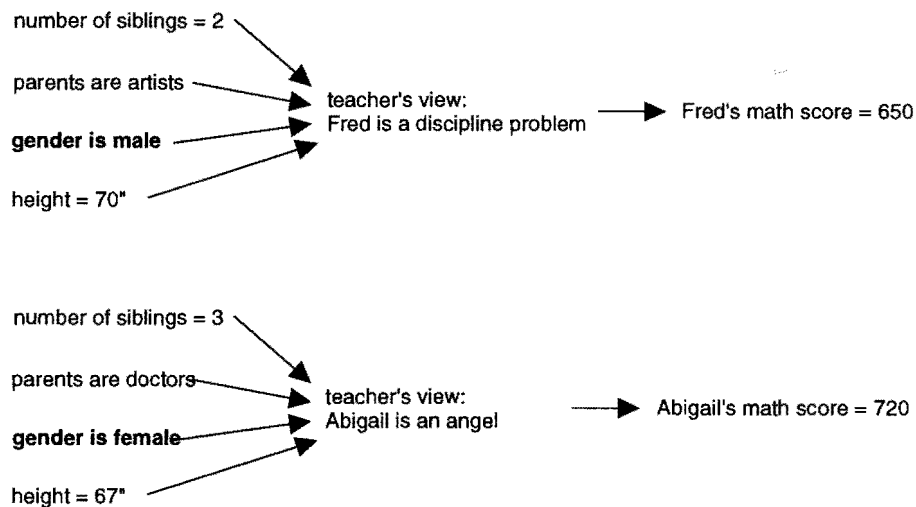 number of siblings = 2
parents are artists
teacher's view:
Fred is a discipline problem
Fred's math score = 650
gender is male
height = 70"
number of siblings = 3
parents are doctors
teacher's view:
Abigail is an angel
Abigail's math score = 720
gender is female
height = 67"